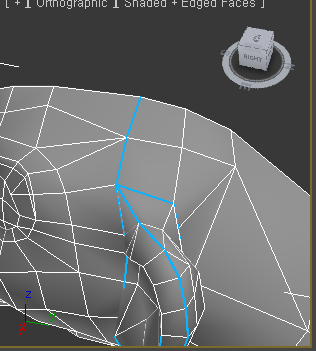 [ + ] [ Orthographic ] [ Shaded + Edged Faces ]
RIGHT
z